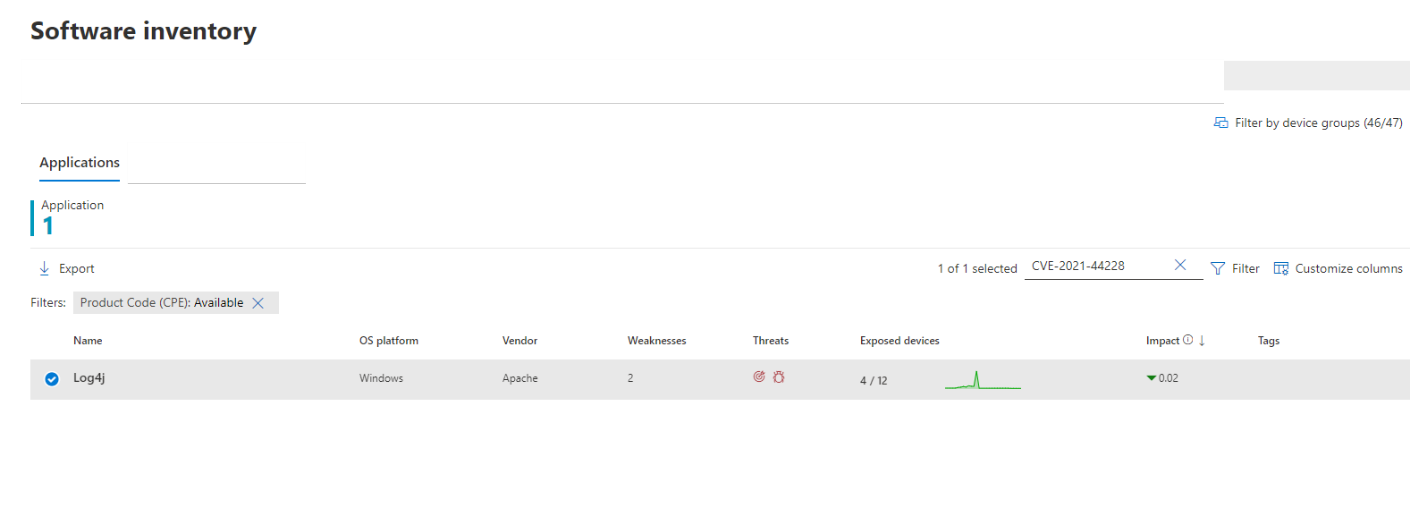 Software inventory
Filter by device groups (46/47)
Applications
Application
1
Export 1 of 1 selected CVE-2021-44228 Filter Customize columns
Filters: Product Code (CPE): Available
Name OS platform Vendor Weaknesses Threats Exposed devices Impact Tags
Log4j Windows Apache 2 4 / 12 0.02